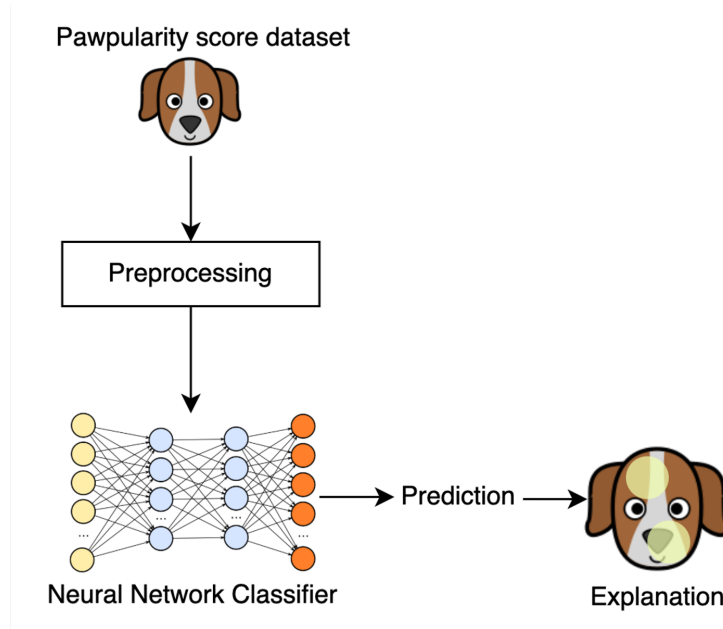 Pawpularity score dataset
Preprocessing
...
...
...
...
Prediction
Neural Network Classifier
Explanation